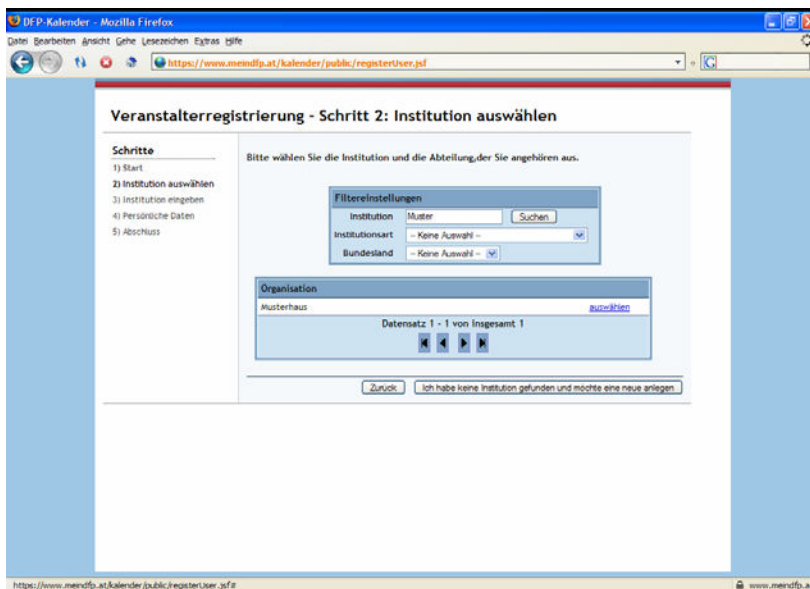 DFP-Kalender - Mozilla Firefox
Datei Bearbeiten Ansicht Gehe Lesezeichen Extras Hilfe
https://www.meindfp.at/kalender/public/registerUser.jsf
Veranstalterregistrierung - Schritt 2: Institution auswählen
Schritte
1) Start
2) Institution auswählen
3) Institution eingeben
4) Persönliche Daten
5) Abschluss
Bitte wählen Sie die Institution und die Abteilung,der Sie angehören aus.
Filtereinstellungen
Institution Muster Suchen
Institutionsart -- Keine Auswahl --
Bundesland -- Keine Auswahl --
Organisation
Musterhaus auswählen
Datensatz 1 - 1 von Insgesamt 1
Zurück Ich habe keine Institution gefunden und möchte eine neue anlegen
https://www.meindfp.at/kalender/public/registerUser.jsf# www.meindfp.a